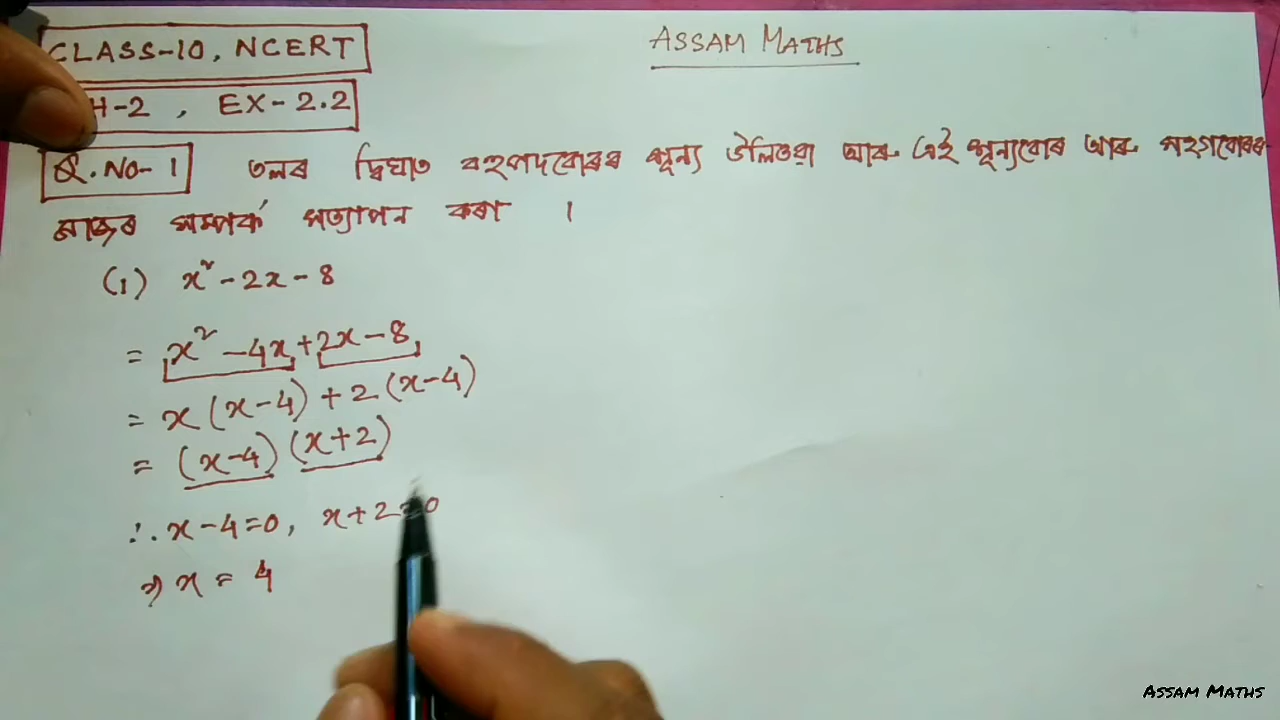 CLASS-10, NCERT
ASSAM MATHS
H-2 , EX-2.2
Q.NO-1 তলৰ দ্বিঘাত বহুপদবোৰৰ শূন্য উলিওৱা আৰু এই শূন্যবোৰ আৰু সহগবোৰৰ
মাজৰ সম্পৰ্ক সত্যাপন কৰা ।
(i) x² - 2x - 8
= x² - 4x + 2x - 8
= x (x-4) + 2 (x-4)
= (x-4) (x+2)
∴ x-4=0, x+2=0
⇒ x = 4
ASSAM MATHS